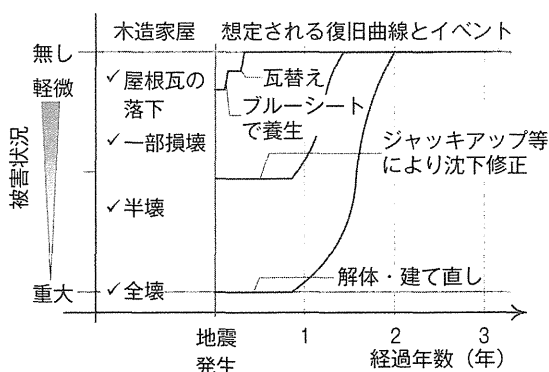 木造家屋
想定される復旧曲線とイベント
無し
軽微
被害状況
重大
✓屋根瓦の
落下
✓一部損壊
✓半壊
✓全壊
瓦替え
ブルーシート
で養生
ジャッキアップ等
により沈下修正
解体・建て直し
地震
発生
1
2
3
経過年数（年）